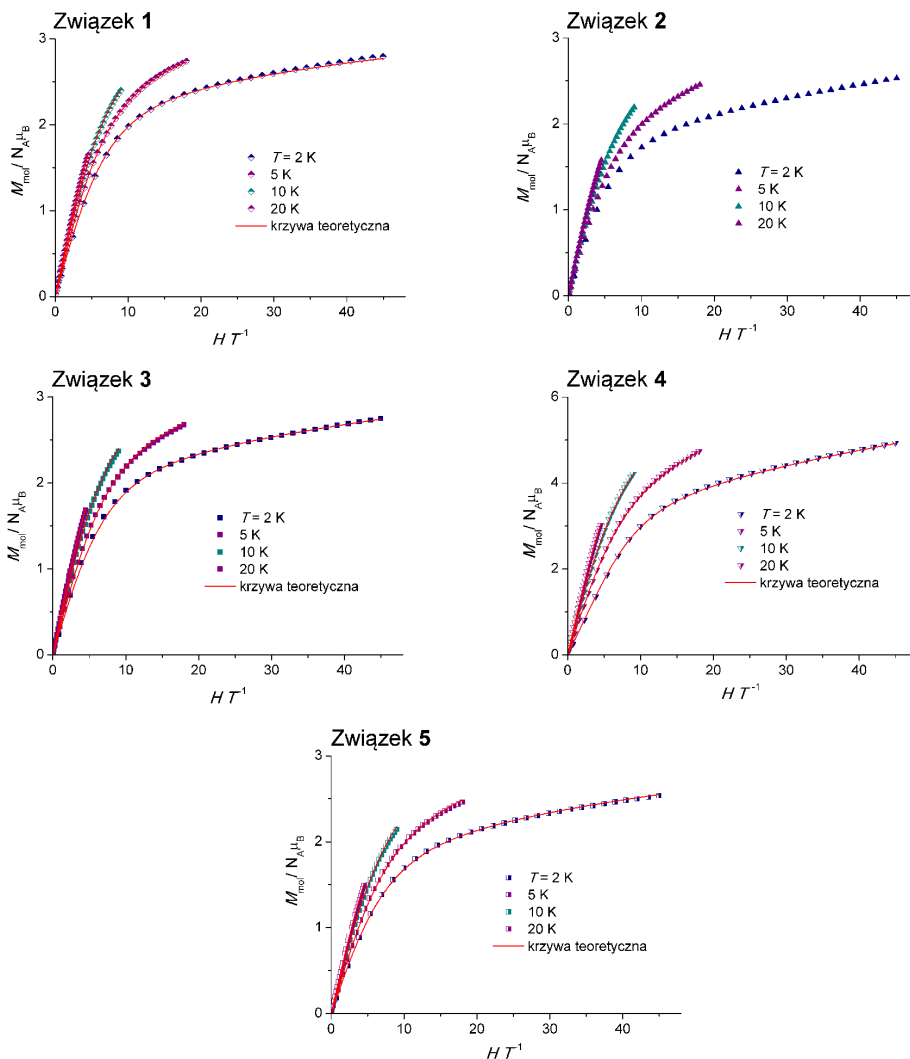 Związek 1
3
2
1
0
M_mol / N_Aμ_B
T = 2 K
5 K
10 K
20 K
krzywa teoretyczna
0 10 20 30 40
H T⁻¹
Związek 2
3
2
1
0
M_mol / N_Aμ_B
T = 2 K
5 K
10 K
20 K
0 10 20 30 40
H T⁻¹
Związek 3
3
2
1
0
M_mol / N_Aμ_B
T = 2 K
5 K
10 K
20 K
krzywa teoretyczna
0 10 20 30 40
H T⁻¹
Związek 4
6
4
2
0
M_mol / N_Aμ_B
T = 2 K
5 K
10 K
20 K
krzywa teoretyczna
0 10 20 30 40
H T⁻¹
Związek 5
3
2
1
0
M_mol / N_Aμ_B
T = 2 K
5 K
10 K
20 K
krzywa teoretyczna
0 10 20 30 40
H T⁻¹